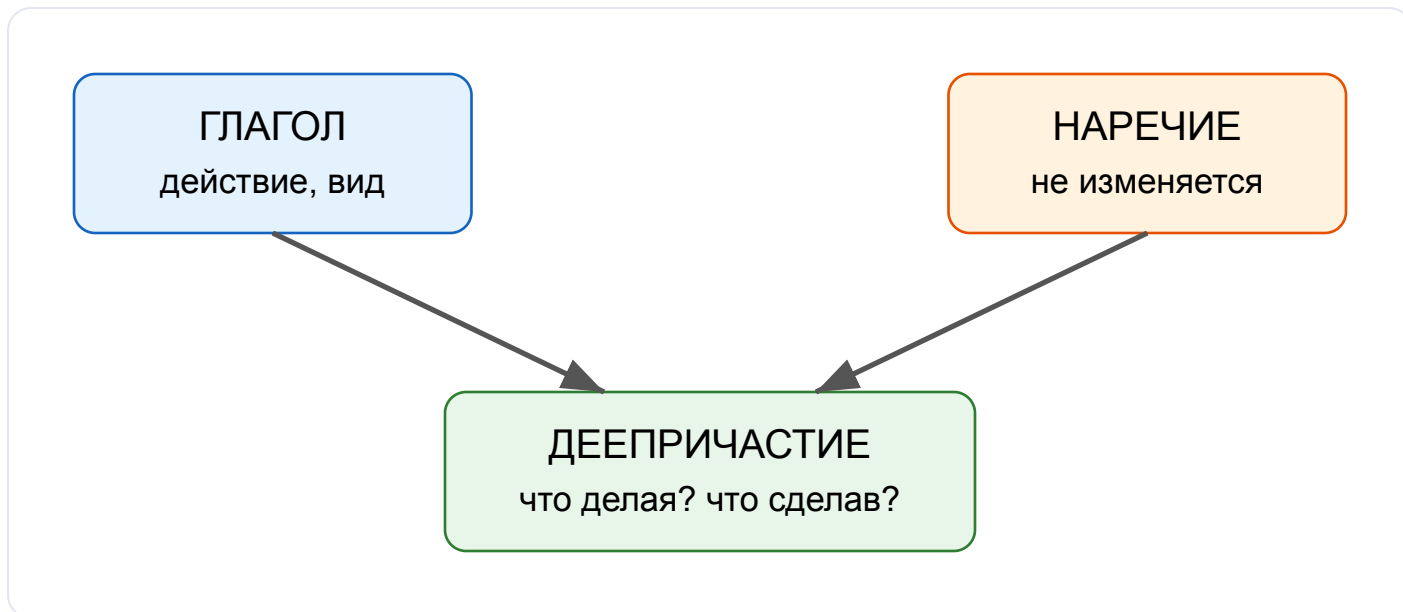 ГЛАГОЛ
действие, вид
НАРЕЧИЕ
не изменяется
ДЕЕПРИЧАСТИЕ
что делая? что сделав?